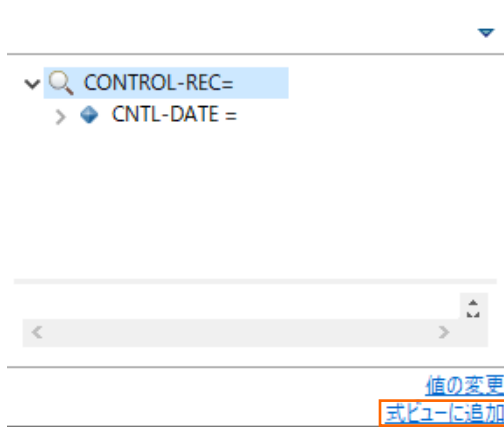 CONTROL-REC=
CNTL-DATE =
値の変更
式ビューに追加